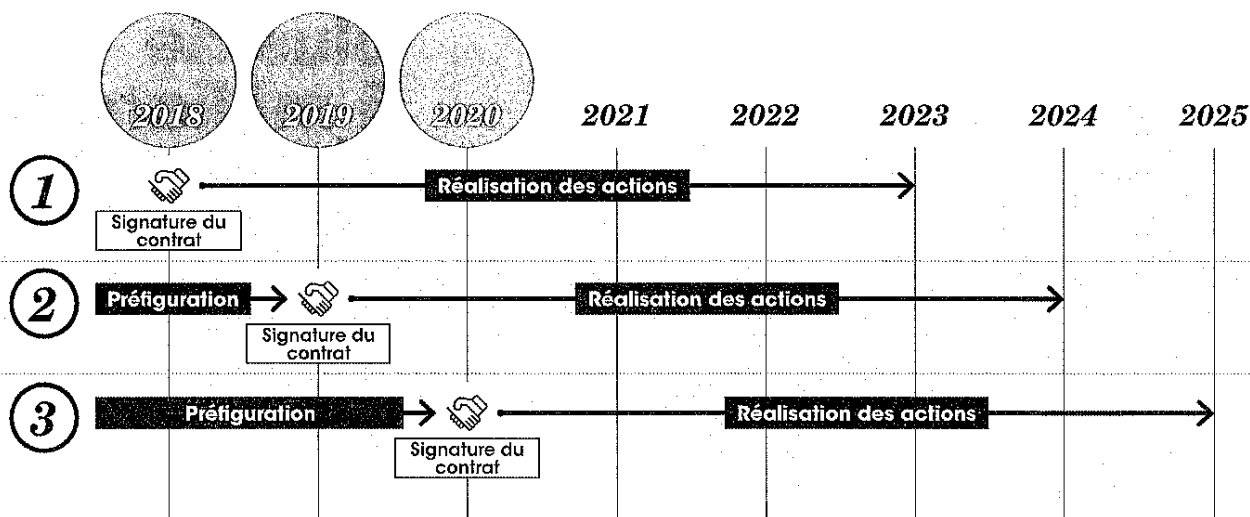 2018 2019 2020 2021 2022 2023 2024 2025
1
Réalisation des actions
Signature du
contrat
2
Préfiguration
Réalisation des actions
Signature du
contrat
3
Préfiguration
Réalisation des actions
Signature du
contrat